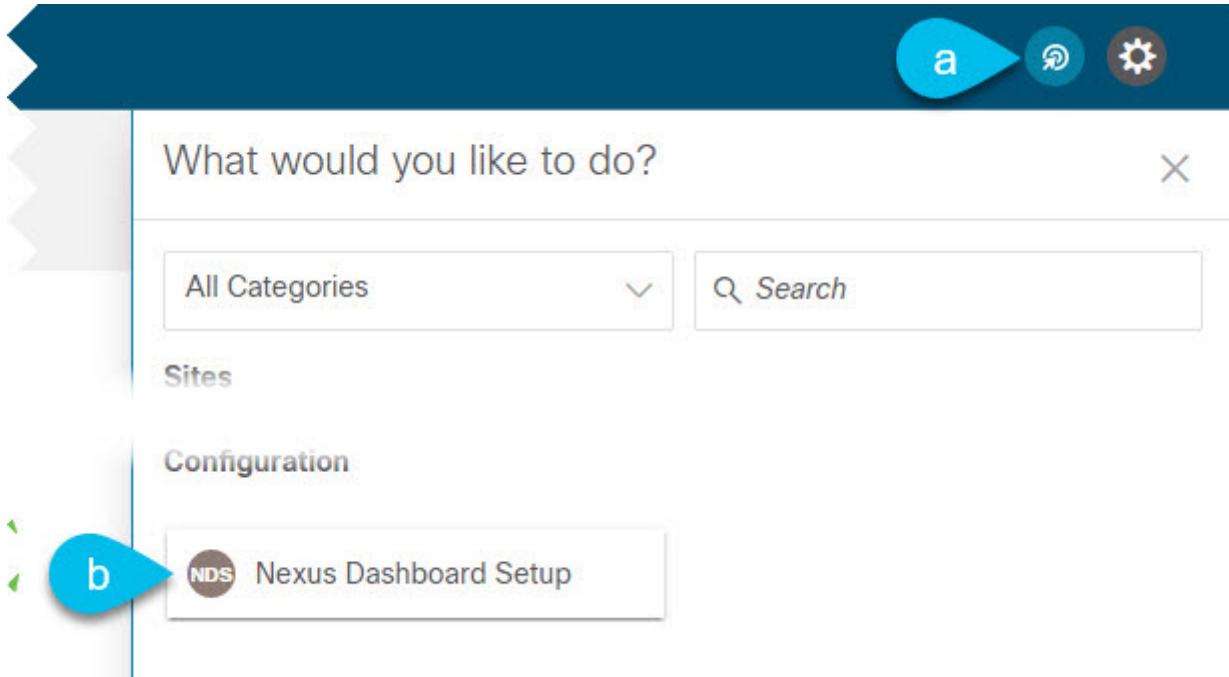 a
What would you like to do?
All Categories
Search
Sites
Configuration
b
NDS Nexus Dashboard Setup